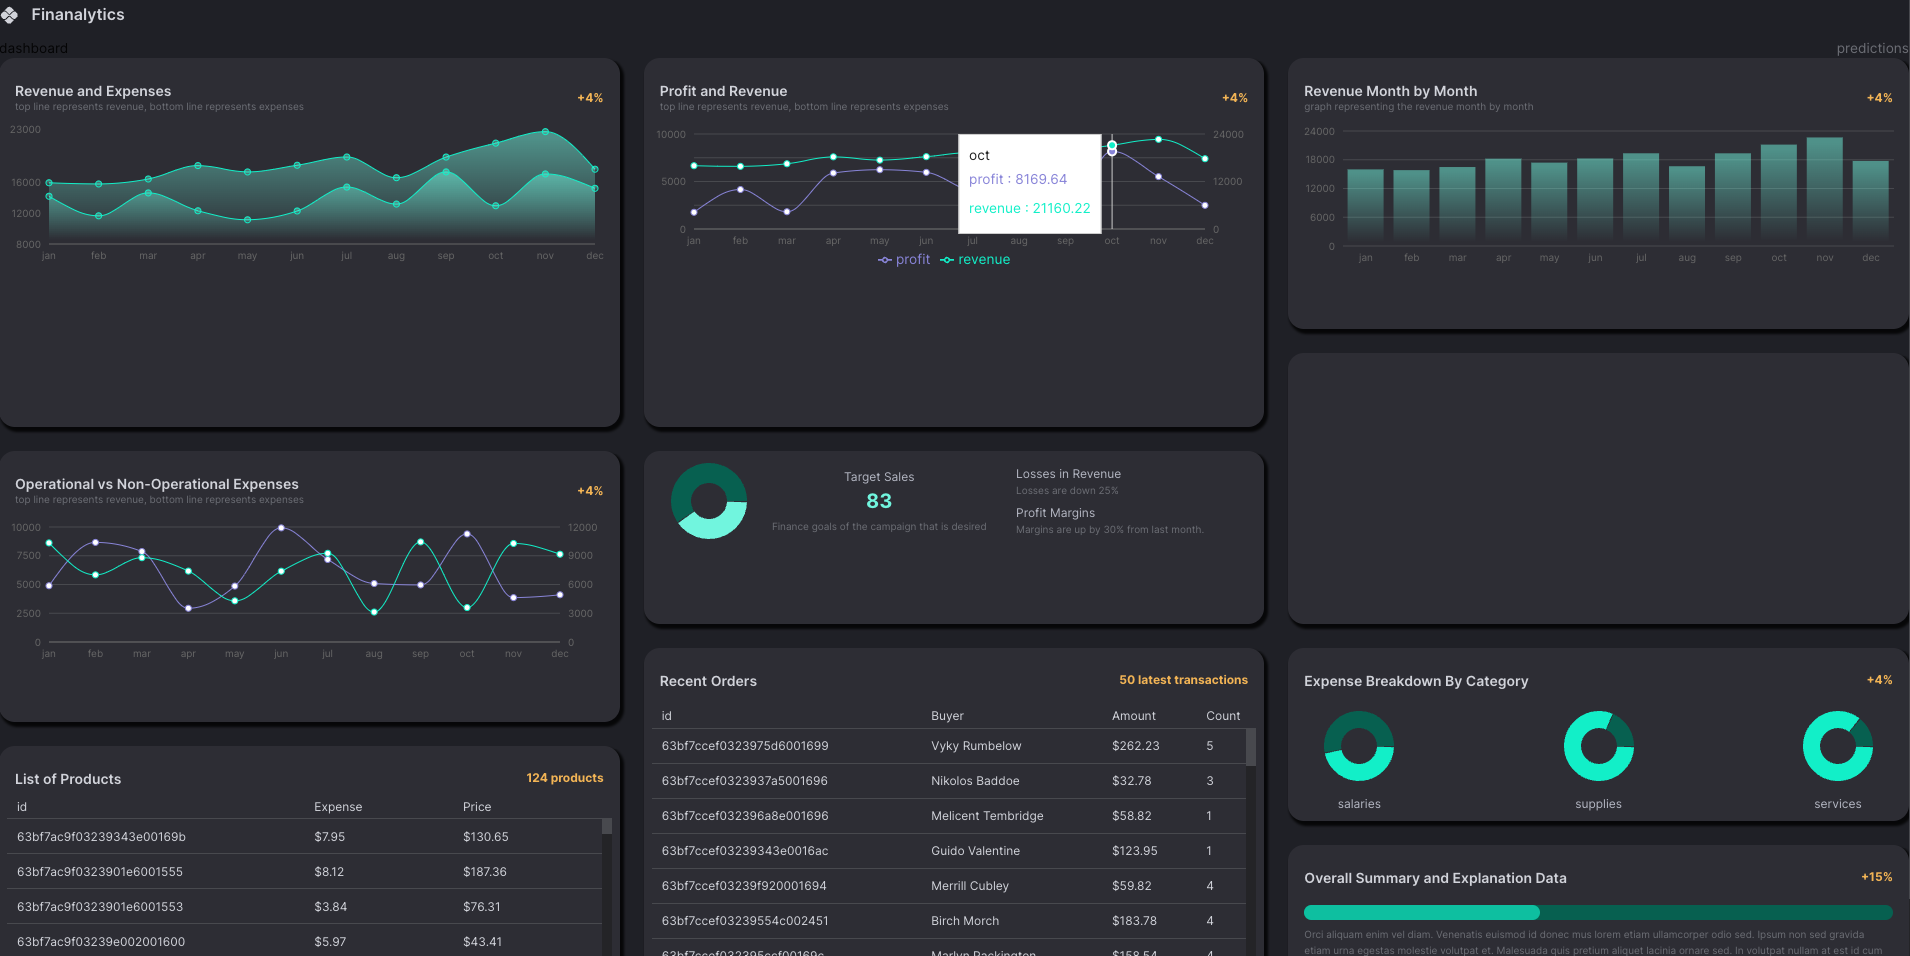 Finanalytics
dashboard
predictions
Revenue and Expenses
top line represents revenue, bottom line represents expenses
+4%
23000
16000
12000
8000
jan feb mar apr may jun jul aug sep oct nov dec
Profit and Revenue
top line represents revenue, bottom line represents expenses
+4%
10000
5000
0
24000
12000
0
oct
profit : 8169.64
revenue : 21160.22
jan feb mar apr may jun jul aug sep oct nov dec
profit revenue
Revenue Month by Month
graph representing the revenue month by month
+4%
24000
18000
12000
6000
0
jan feb mar apr may jun jul aug sep oct nov dec
Operational vs Non-Operational Expenses
top line represents revenue, bottom line represents expenses
+4%
10000
7500
5000
2500
0
12000
9000
6000
3000
0
jan feb mar apr may jun jul aug sep oct nov dec
Target Sales
83
Finance goals of the campaign that is desired
Losses in Revenue
Losses are down 25%
Profit Margins
Margins are up by 30% from last month.
List of Products
124 products
id Expense Price
63bf7ac9f03239343e00169b $7.95 $130.65
63bf7ac9f0323901e6001555 $8.12 $187.36
63bf7ac9f0323901e6001553 $3.84 $76.31
63bf7ac9f03239e002001600 $5.97 $43.41
Recent Orders
50 latest transactions
id Buyer Amount Count
63bf7ccef0323975d6001699 Vyky Rumbelow $262.23 5
63bf7ccef0323937a5001696 Nikolos Baddoe $32.78 3
63bf7ccef032396a8e001696 Melicent Tembridge $58.82 1
63bf7ccef03239343e0016ac Guido Valentine $123.95 1
63bf7ccef03239f920001694 Merrill Cubley $59.82 4
63bf7ccef03239554c002451 Birch Morch $183.78 4
63bf7ccef032395ccf00169c Marlyn Packington $158.54 4
Expense Breakdown By Category
+4%
salaries supplies services
Overall Summary and Explanation Data
+15%
Orci aliquam enim vel diam. Venenatis euismod id donec mus lorem etiam ullamcorper odio sed. Ipsum non sed gravida
etiam urna egestas molestie volutpat et. Malesuada quis pretium aliquet lacinia ornare sed. In volutpat nullam at est id cum